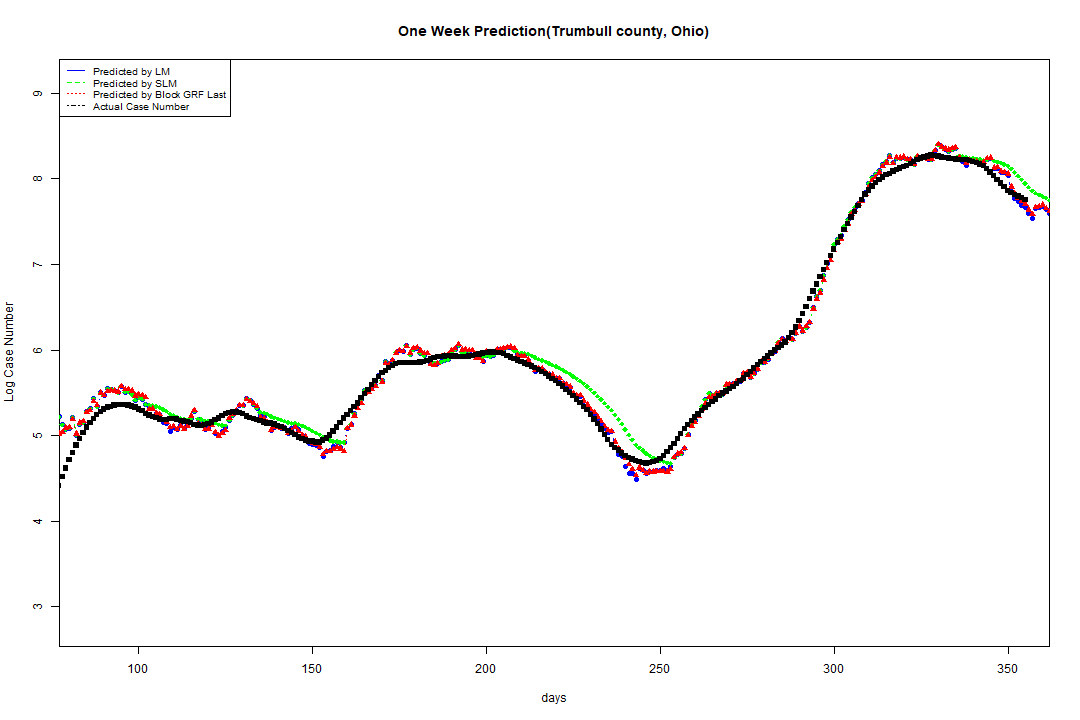 One Week Prediction(Trumbull county, Ohio)
Predicted by LM
Predicted by SLM
Predicted by Block GRF Last
Actual Case Number
Log Case Number
9
8
7
6
5
4
3
100 150 200 250 300 350
days